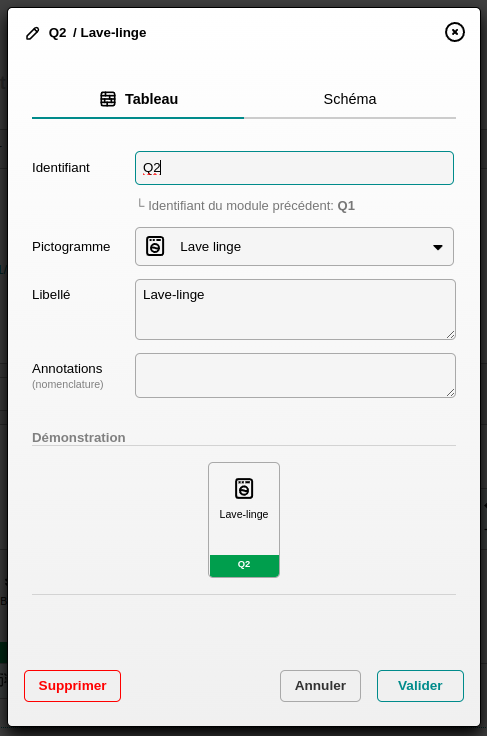 Q2 / Lave-linge
Tableau
Schéma
Identifiant
Q2
└ Identifiant du module précédent: Q1
Pictogramme
Lave linge
Libellé
Lave-linge
Annotations
(nomenclature)
Démonstration
Lave-linge
Q2
Supprimer
Annuler
Valider